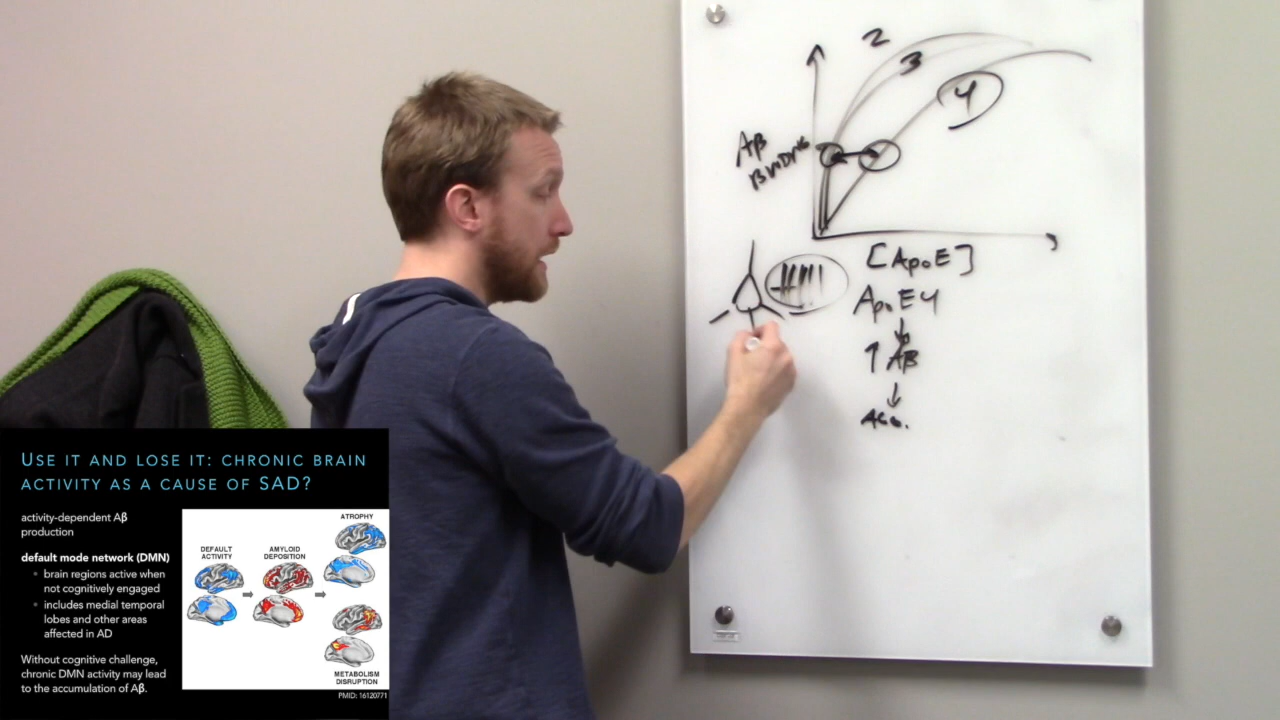 2
3
4
Aβ
BINDING
[ApoE]
ApoE4
↓
↑ Aβ
↓
AGG.
USE IT AND LOSE IT: CHRONIC BRAIN
ACTIVITY AS A CAUSE OF SAD?
activity-dependent Aβ
production
default mode network (DMN)
brain regions active when
not cognitively engaged
includes medial temporal
lobes and other areas
affected in AD
Without cognitive challenge,
chronic DMN activity may lead
to the accumulation of Aβ.
DEFAULT
ACTIVITY
AMYLOID
DEPOSITION
ATROPHY
METABOLISM
DISRUPTION
PMID: 16120771